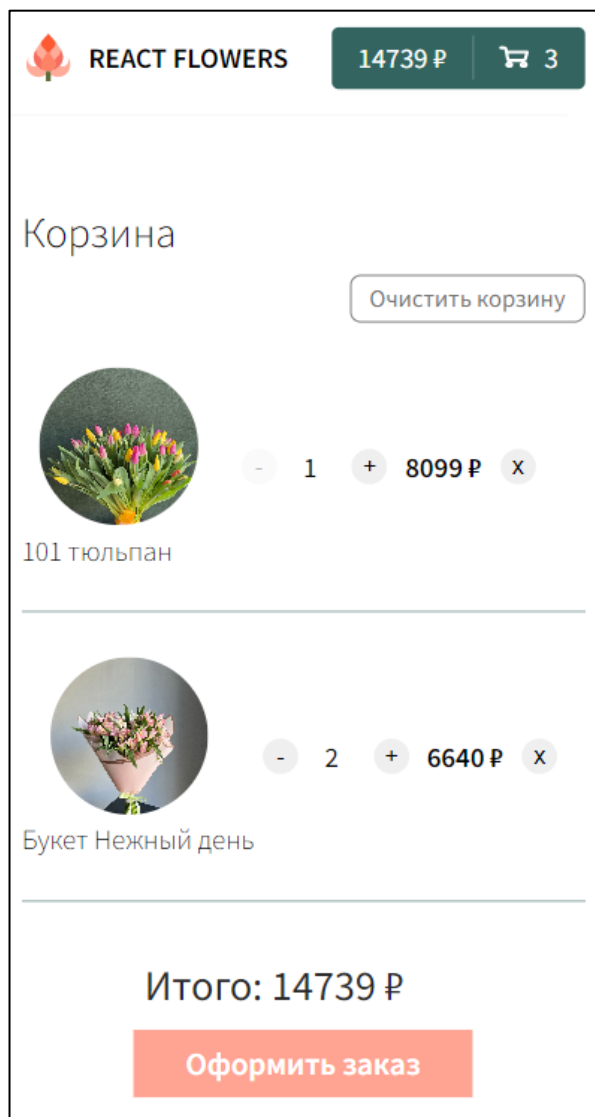 REACT FLOWERS 14739 ₽ 3
Корзина
Очистить корзину
- 1 + 8099 ₽ x
101 тюльпан
- 2 + 6640 ₽ x
Букет Нежный день
Итого: 14739 ₽
Оформить заказ